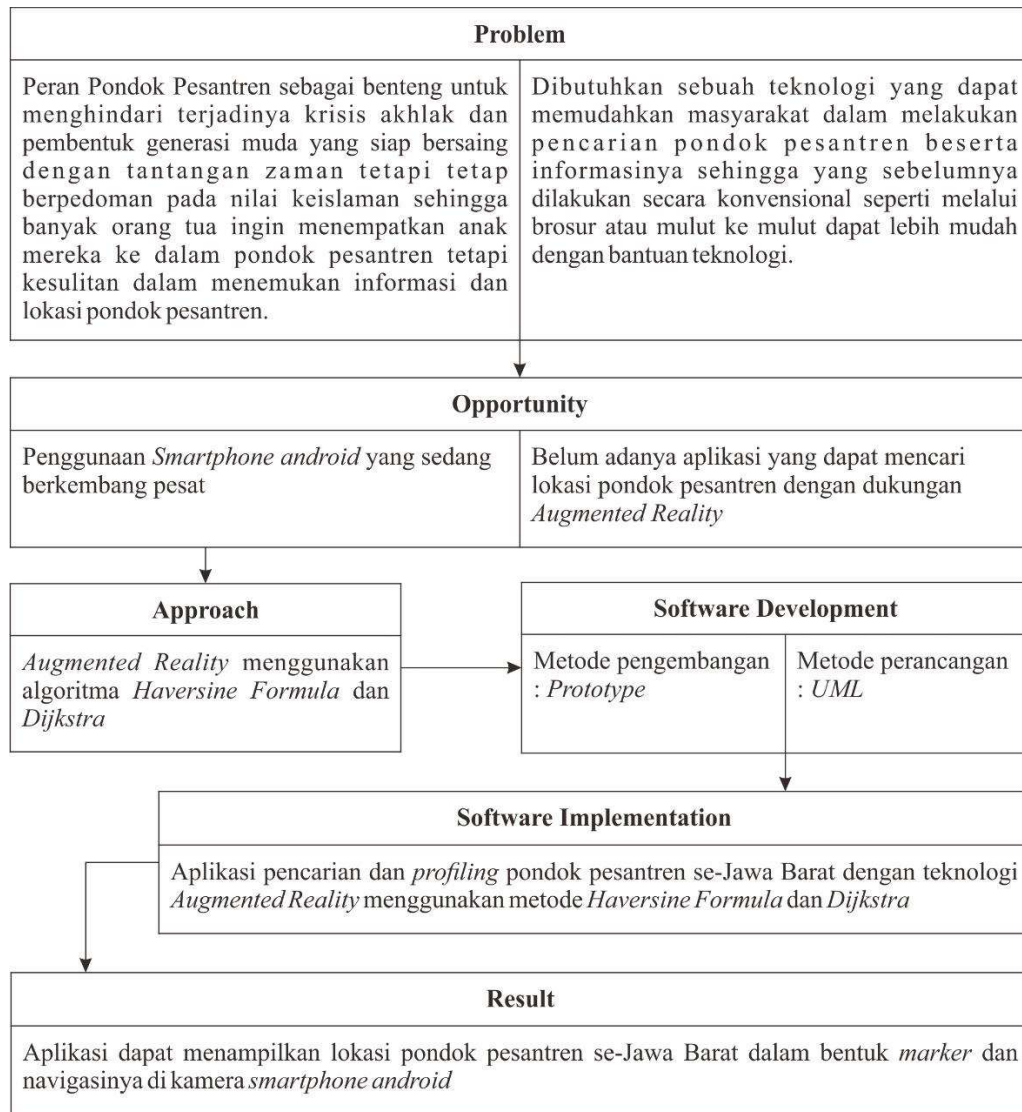 Problem
Peran Pondok Pesantren sebagai benteng untuk
menghindari terjadinya krisis akhlak dan
pembentuk generasi muda yang siap bersaing
dengan tantangan zaman tetapi tetap
berpedoman pada nilai keislaman sehingga
banyak orang tua ingin menempatkan anak
mereka ke dalam pondok pesantren tetapi
kesulitan dalam menemukan informasi dan
lokasi pondok pesantren.
Dibutuhkan sebuah teknologi yang dapat
memudahkan masyarakat dalam melakukan
pencarian pondok pesantren beserta
informasinya sehingga yang sebelumnya
dilakukan secara konvensional seperti melalui
brosur atau mulut ke mulut dapat lebih mudah
dengan bantuan teknologi.
Opportunity
Penggunaan Smartphone android yang sedang
berkembang pesat
Belum adanya aplikasi yang dapat mencari
lokasi pondok pesantren dengan dukungan
Augmented Reality
Approach
Augmented Reality menggunakan
algoritma Haversine Formula dan
Dijkstra
Software Development
Metode pengembangan
: Prototype
Metode perancangan
: UML
Software Implementation
Aplikasi pencarian dan profiling pondok pesantren se-Jawa Barat dengan teknologi
Augmented Reality menggunakan metode Haversine Formula dan Dijkstra
Result
Aplikasi dapat menampilkan lokasi pondok pesantren se-Jawa Barat dalam bentuk marker dan
navigasinya di kamera smartphone android